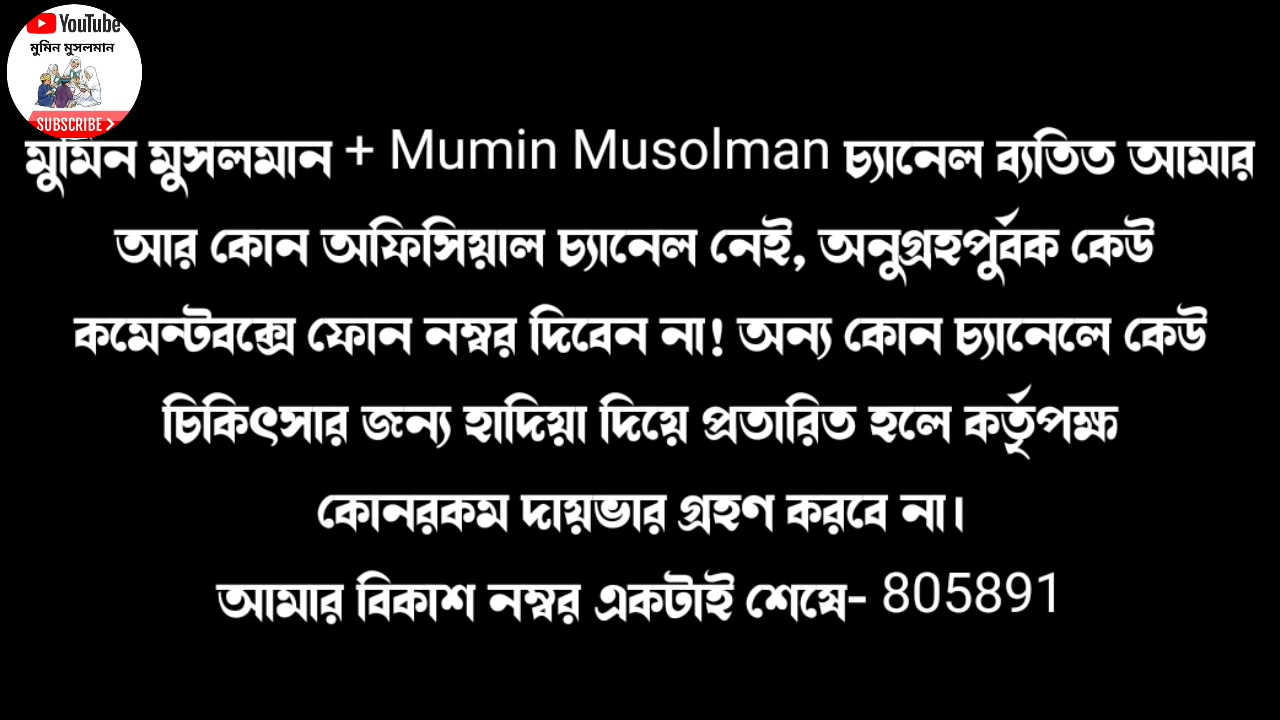 YouTube
মুমিন মুসলমান
SUBSCRIBE
মুমিন মুসলমান + Mumin Musolman চ্যানেল ব্যতিত আমার
আর কোন অফিসিয়াল চ্যানেল নেই, অনুগ্রহপুর্বক কেউ
কমেন্টবক্সে ফোন নম্বর দিবেন না! অন্য কোন চ্যানেলে কেউ
চিকিৎসার জন্য হাদিয়া দিয়ে প্রতারিত হলে কর্তৃপক্ষ
কোনরকম দায়ভার গ্রহণ করবে না।
আমার বিকাশ নম্বর একটাই শেষে- 805891